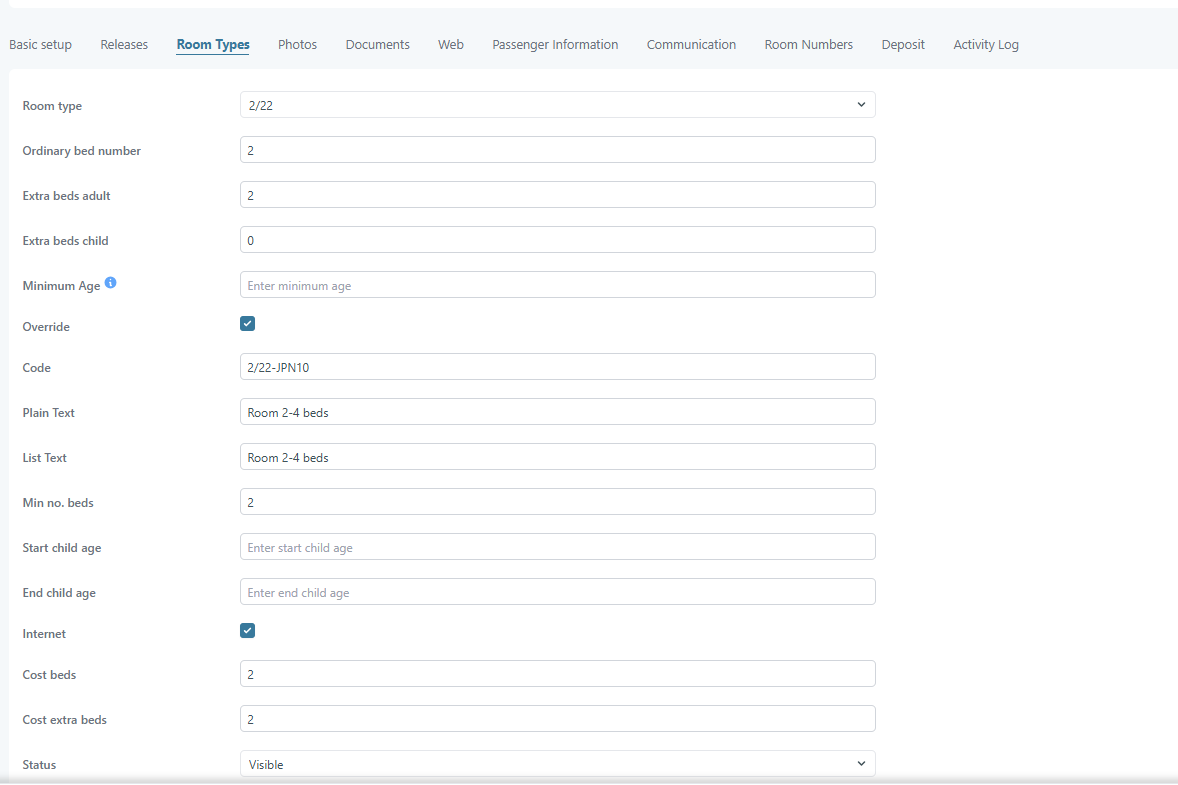 Basic setup Releases Room Types Photos Documents Web Passenger Information Communication Room Numbers Deposit Activity Log
Room type 2/22
Ordinary bed number 2
Extra beds adult 2
Extra beds child 0
Minimum Age Enter minimum age
Override
Code 2/22-JPN10
Plain Text Room 2-4 beds
List Text Room 2-4 beds
Min no. beds 2
Start child age Enter start child age
End child age Enter end child age
Internet
Cost beds 2
Cost extra beds 2
Status Visible